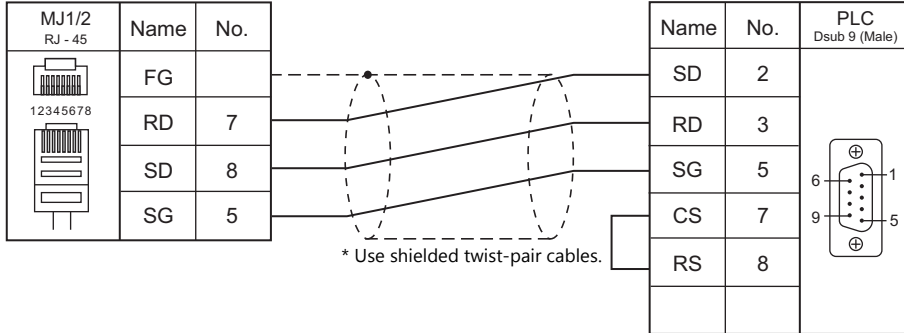 MJ1/2 Name No.
RJ - 45
FG
12345678
RD 7
SD 8
SG 5
* Use shielded twist-pair cables.
Name No. PLC
Dsub 9 (Male)
SD 2
RD 3
SG 5
CS 7
RS 8
6 1
9 5